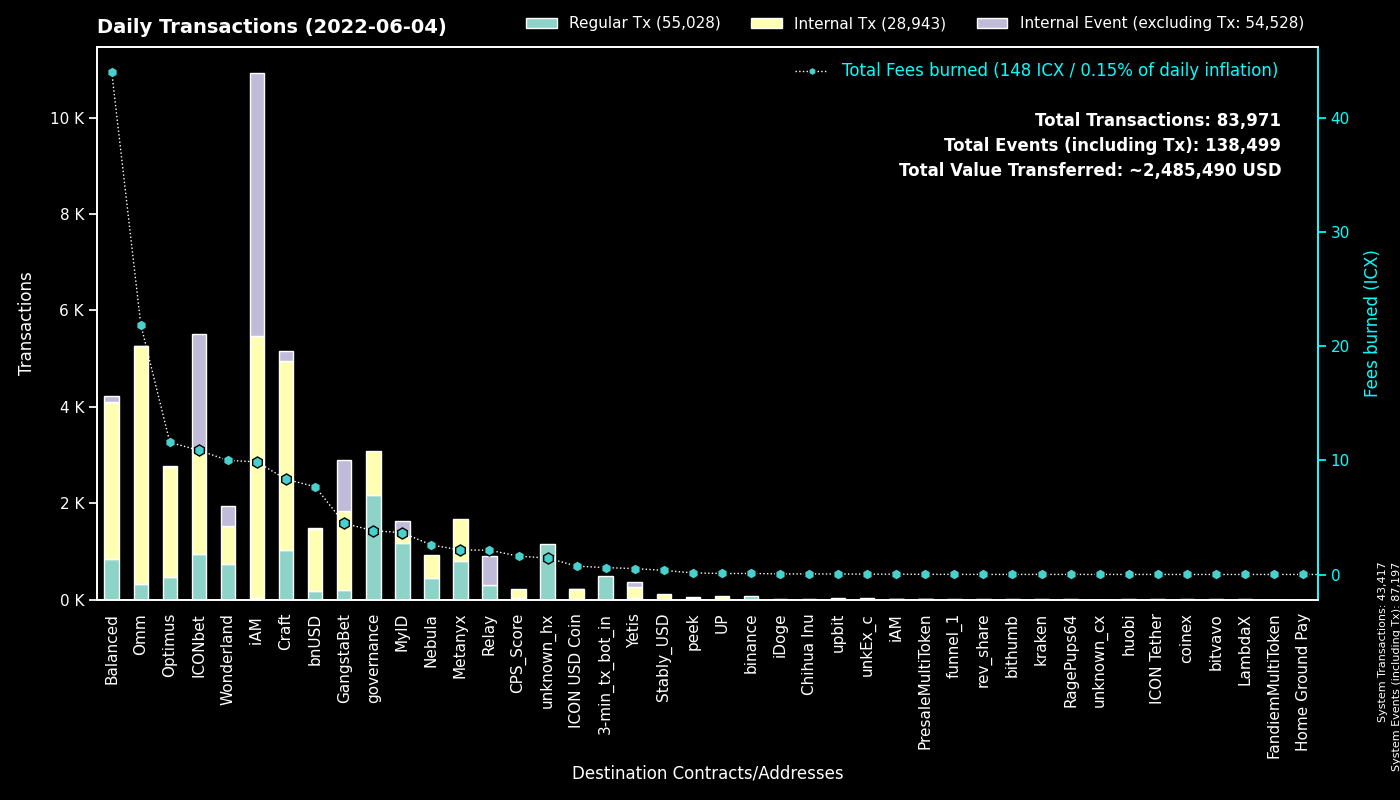 Daily Transactions (2022-06-04)
Regular Tx (55,028)
Internal Tx (28,943)
Internal Event (excluding Tx: 54,528)
Total Fees burned (148 ICX / 0.15% of daily inflation)
Total Transactions: 83,971
Total Events (including Tx): 138,499
Total Value Transferred: ~2,485,490 USD
Transactions
10 K
8 K
6 K
4 K
2 K
0 K
Fees burned (ICX)
40
30
20
10
0
Balanced
Omm
Optimus
ICONbet
Wonderland
iAM
Craft
bnUSD
GangstaBet
governance
MyID
Nebula
Metanyx
Relay
CPS_Score
unknown_hx
ICON USD Coin
3-min_tx_bot_in
Yetis
Stably_USD
peek
UP
binance
iDoge
Chihua Inu
upbit
unkEx_c
iAM
PresaleMultiToken
funnel_1
rev_share
bithumb
kraken
RagePups64
unknown_cx
huobi
ICON Tether
coinex
bitvavo
LambdaX
FandiemMultiToken
Home Ground Pay
Destination Contracts/Addresses
System Transactions: 43,417
System Events (including Tx): 87,197